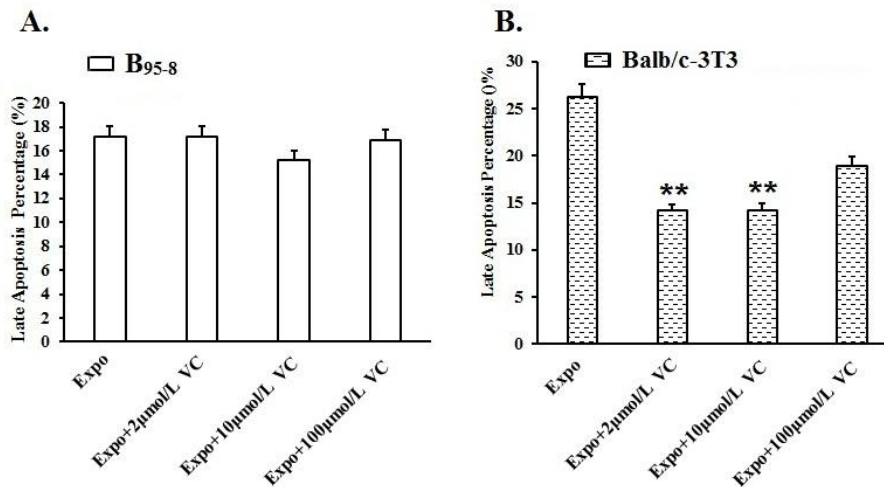 A.
B₉₅₋₈
Late Apoptosis Percentage (%)
20
18
16
14
12
10
8
6
4
2
0
Expo
Expo+2μmol/L VC
Expo+10μmol/L VC
Expo+100μmol/L VC
B.
Balb/c-3T3
Late Apoptosis Percentage ()%
30
25
20
15
10
5
0
**
**
Expo
Expo+2μmol/L VC
Expo+10μmol/L VC
Expo+100μmol/L VC